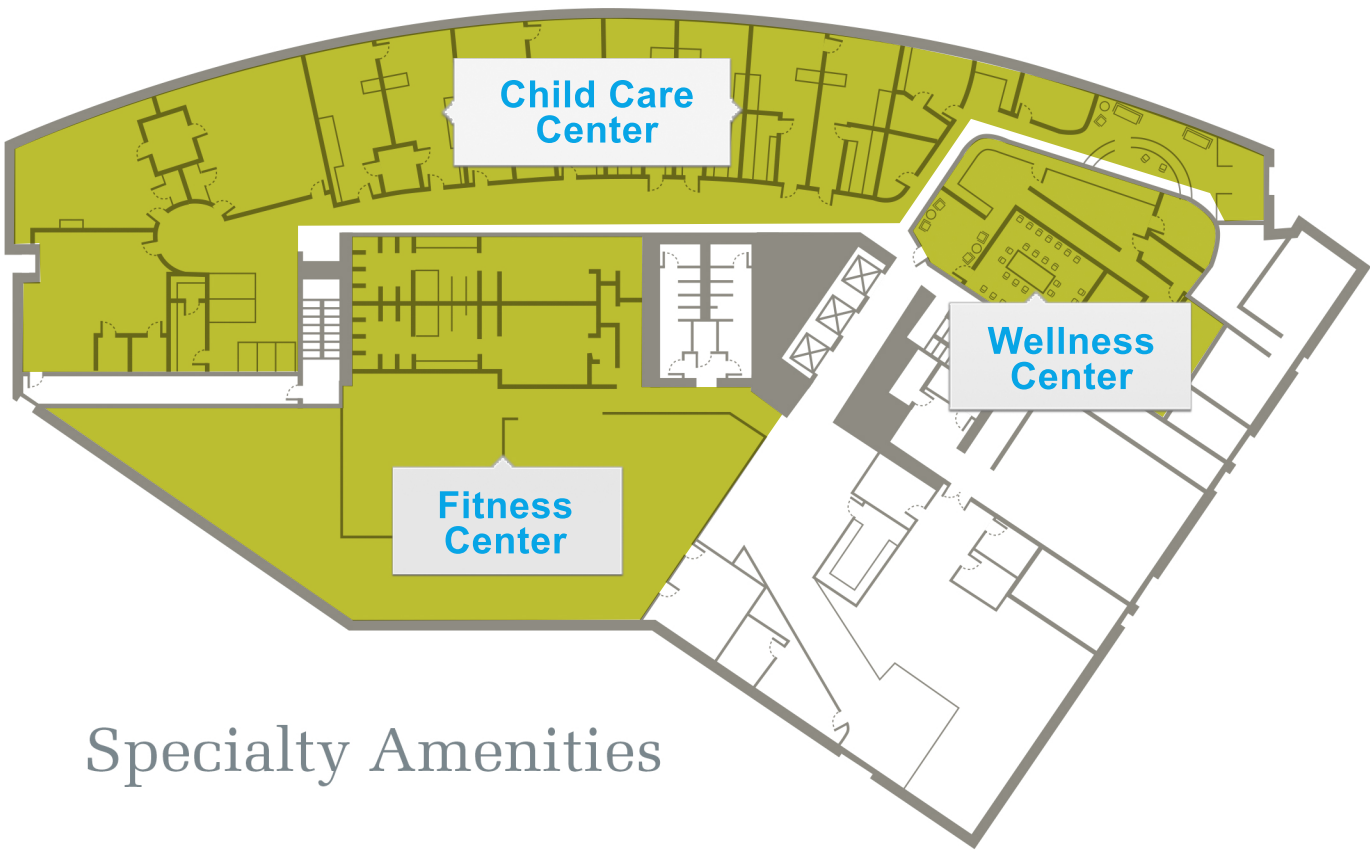 Child Care
Center
Wellness
Center
Fitness
Center
Specialty Amenities